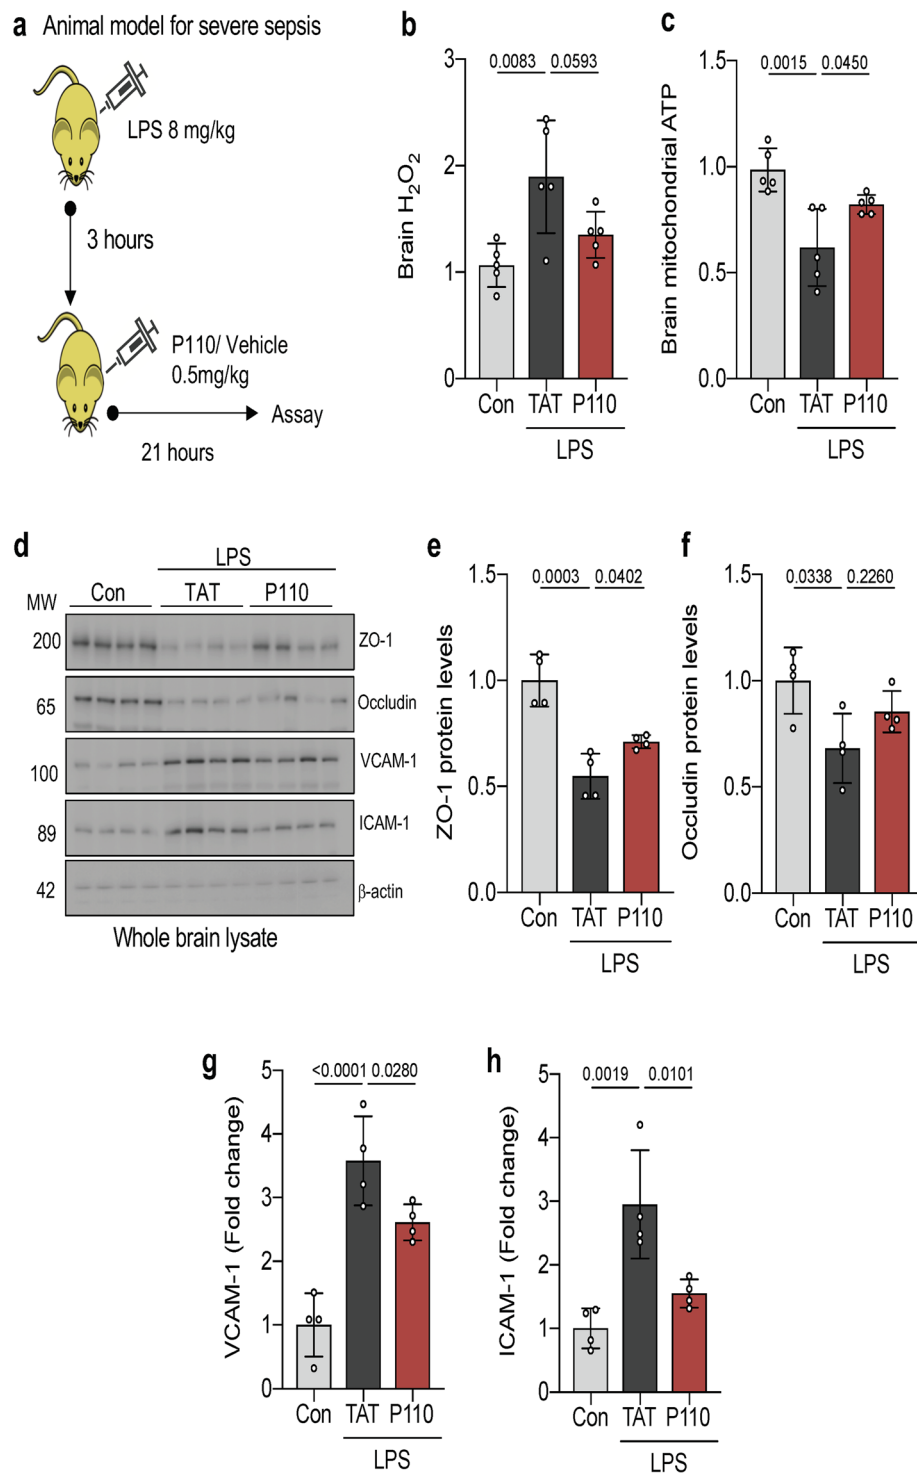 a Animal model for severe sepsis
LPS 8 mg/kg
3 hours
P110/ Vehicle
0.5mg/kg
Assay
21 hours
b
0.0083 0.0593
Brain H2O2
3
2
1
0
Con TAT P110
LPS
c
0.0015 0.0450
Brain mitochondrial ATP
1.5
1.0
0.5
0.0
Con TAT P110
LPS
d
LPS
Con TAT P110
MW
200 ZO-1
65 Occludin
100 VCAM-1
89 ICAM-1
42 β-actin
Whole brain lysate
e
0.0003 0.0402
ZO-1 protein levels
1.5
1.0
0.5
0.0
Con TAT P110
LPS
f
0.0338 0.2260
Occludin protein levels
1.5
1.0
0.5
0.0
Con TAT P110
LPS
g
<0.0001 0.0280
VCAM-1 (Fold change)
5
4
3
2
1
0
Con TAT P110
LPS
h
0.0019 0.0101
ICAM-1 (Fold change)
5
4
3
2
1
0
Con TAT P110
LPS